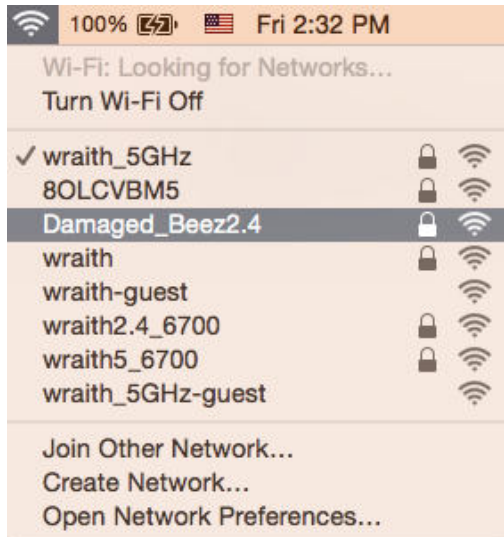 100% Fri 2:32 PM
Wi-Fi: Looking for Networks...
Turn Wi-Fi Off
wraith_5GHz
8OLCVBM5
Damaged_Beez2.4
wraith
wraith-guest
wraith2.4_6700
wraith5_6700
wraith_5GHz-guest
Join Other Network...
Create Network...
Open Network Preferences...